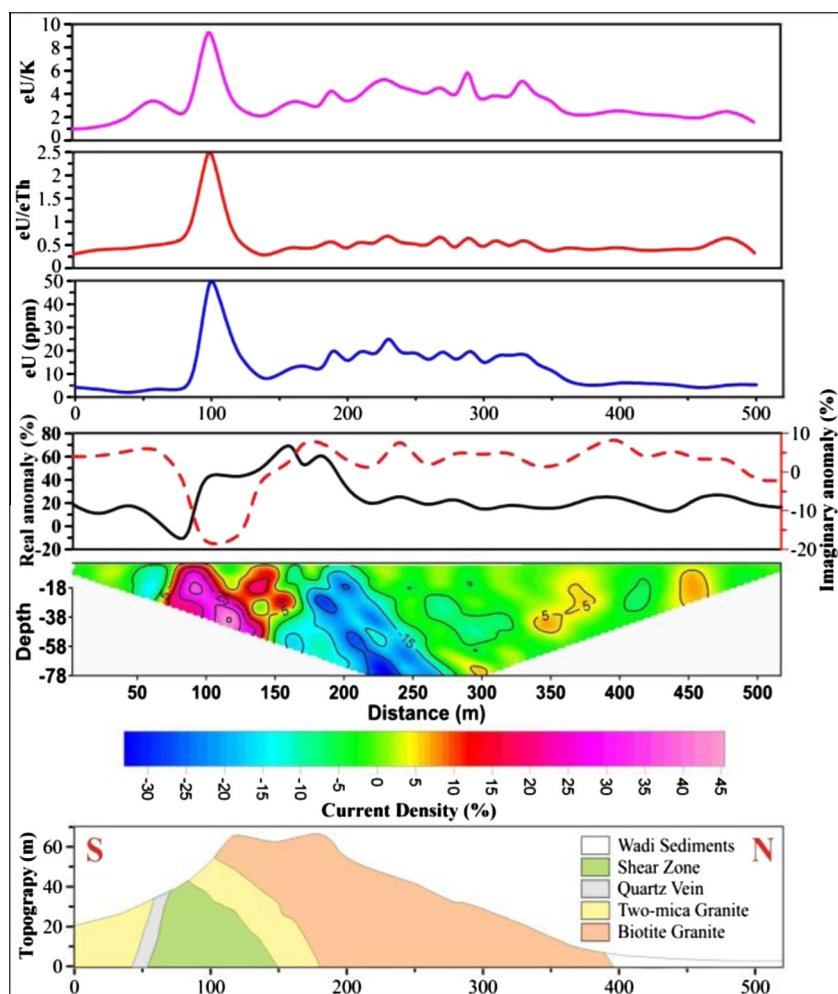 eU/K
10
8
6
4
2
0
eU/eTh
2.5
2
1.5
1
0.5
0
eU (ppm)
50
40
30
20
10
0
0 100 200 300 400 500
Real anomaly (%)
80
60
40
20
0
-20
Imaginary anomaly (%)
10
0
-10
-20
Depth
-18
-38
-58
-78
5
-15
5
5
50 100 150 200 250 300 350 400 450 500
Distance (m)
-30 -25 -20 -15 -10 -5 0 5 10 15 20 25 30 35 40 45
Current Density (%)
Topograpy (m)
60
40
20
0
S
N
Wadi Sediments
Shear Zone
Quartz Vein
Two-mica Granite
Biotite Granite
0 100 200 300 400 500